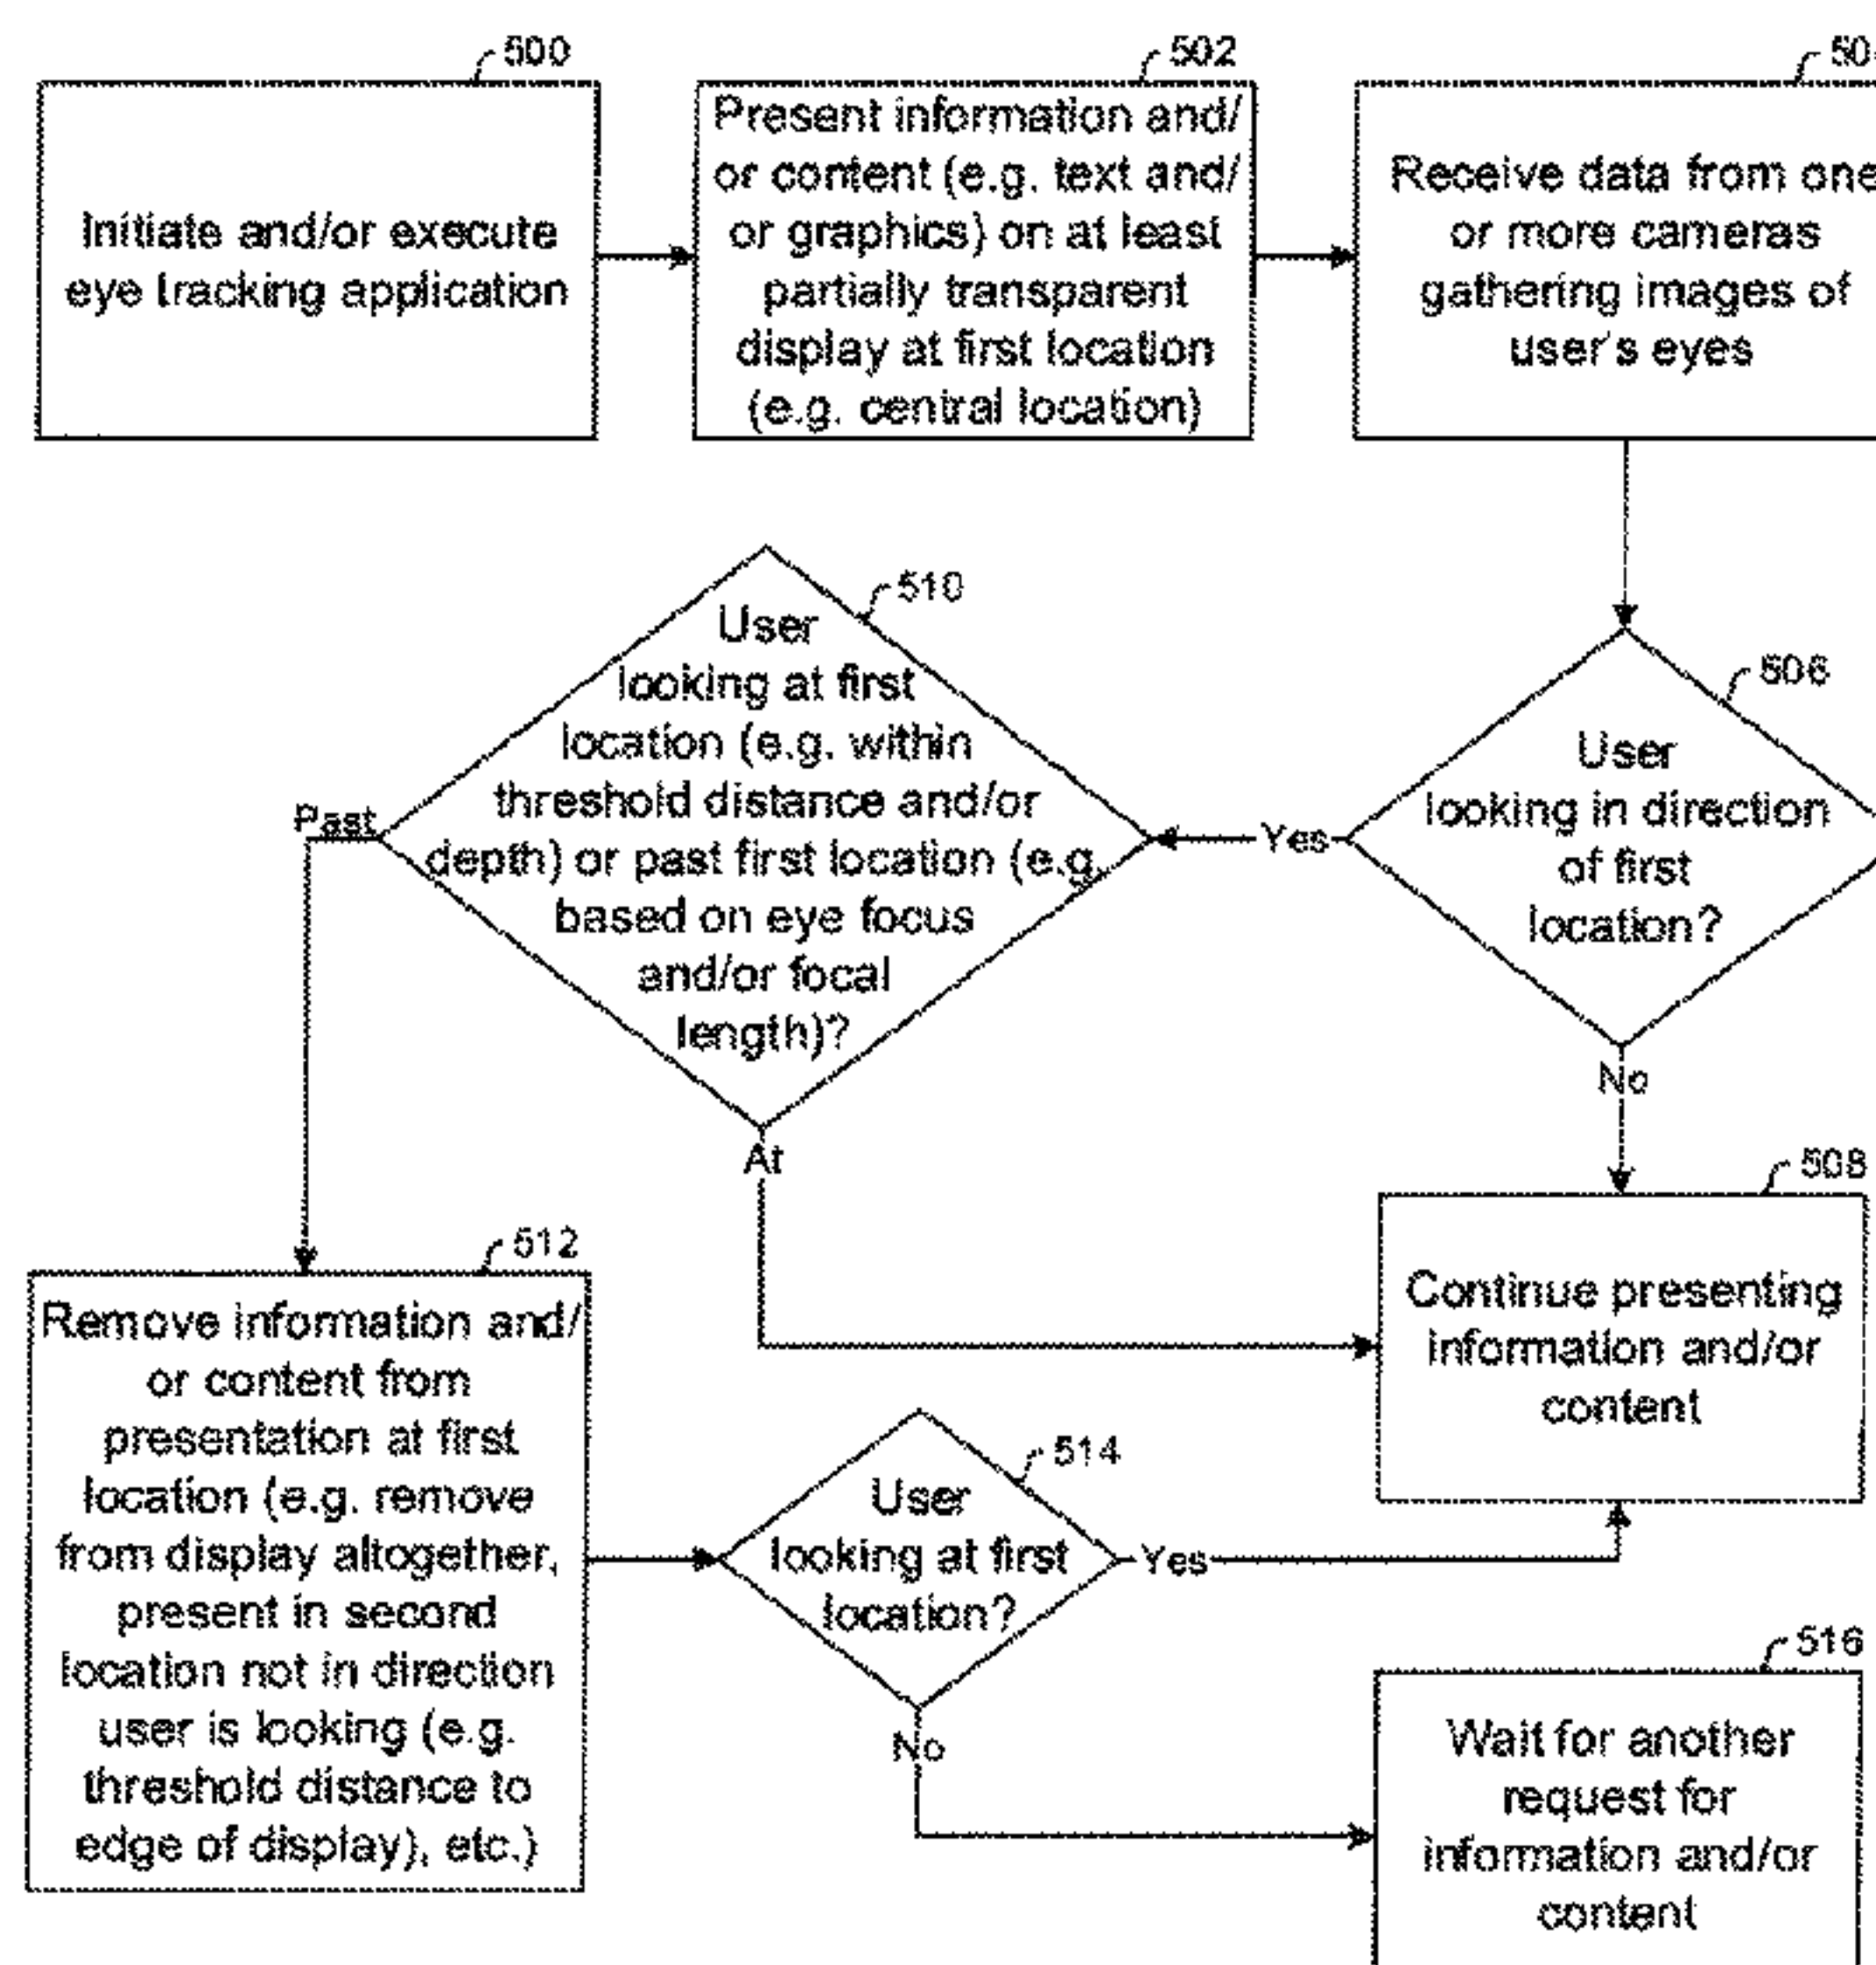 500
Initiate and/or execute
eye tracking application
502
Present information and/
or content (e.g. text and/
or graphics) on at least
partially transparent
display at first location
(e.g. central location)
Receive data from one
or more cameras
gathering images of
user's eyes
506
User
looking in direction
of first
location?
Yes
No
510
User
looking at first
location (e.g. within
threshold distance and/or
depth) or past first location (e.g.
based on eye focus
and/or focal
length)?
Past
At
508
Continue presenting
information and/or
content
512
Remove information and/
or content from
presentation at first
location (e.g. remove
from display altogether,
present in second
location not in direction
user is looking (e.g.
threshold distance to
edge of display), etc.)
514
User
looking at first
location?
Yes
No
516
Wait for another
request for
information and/or
content